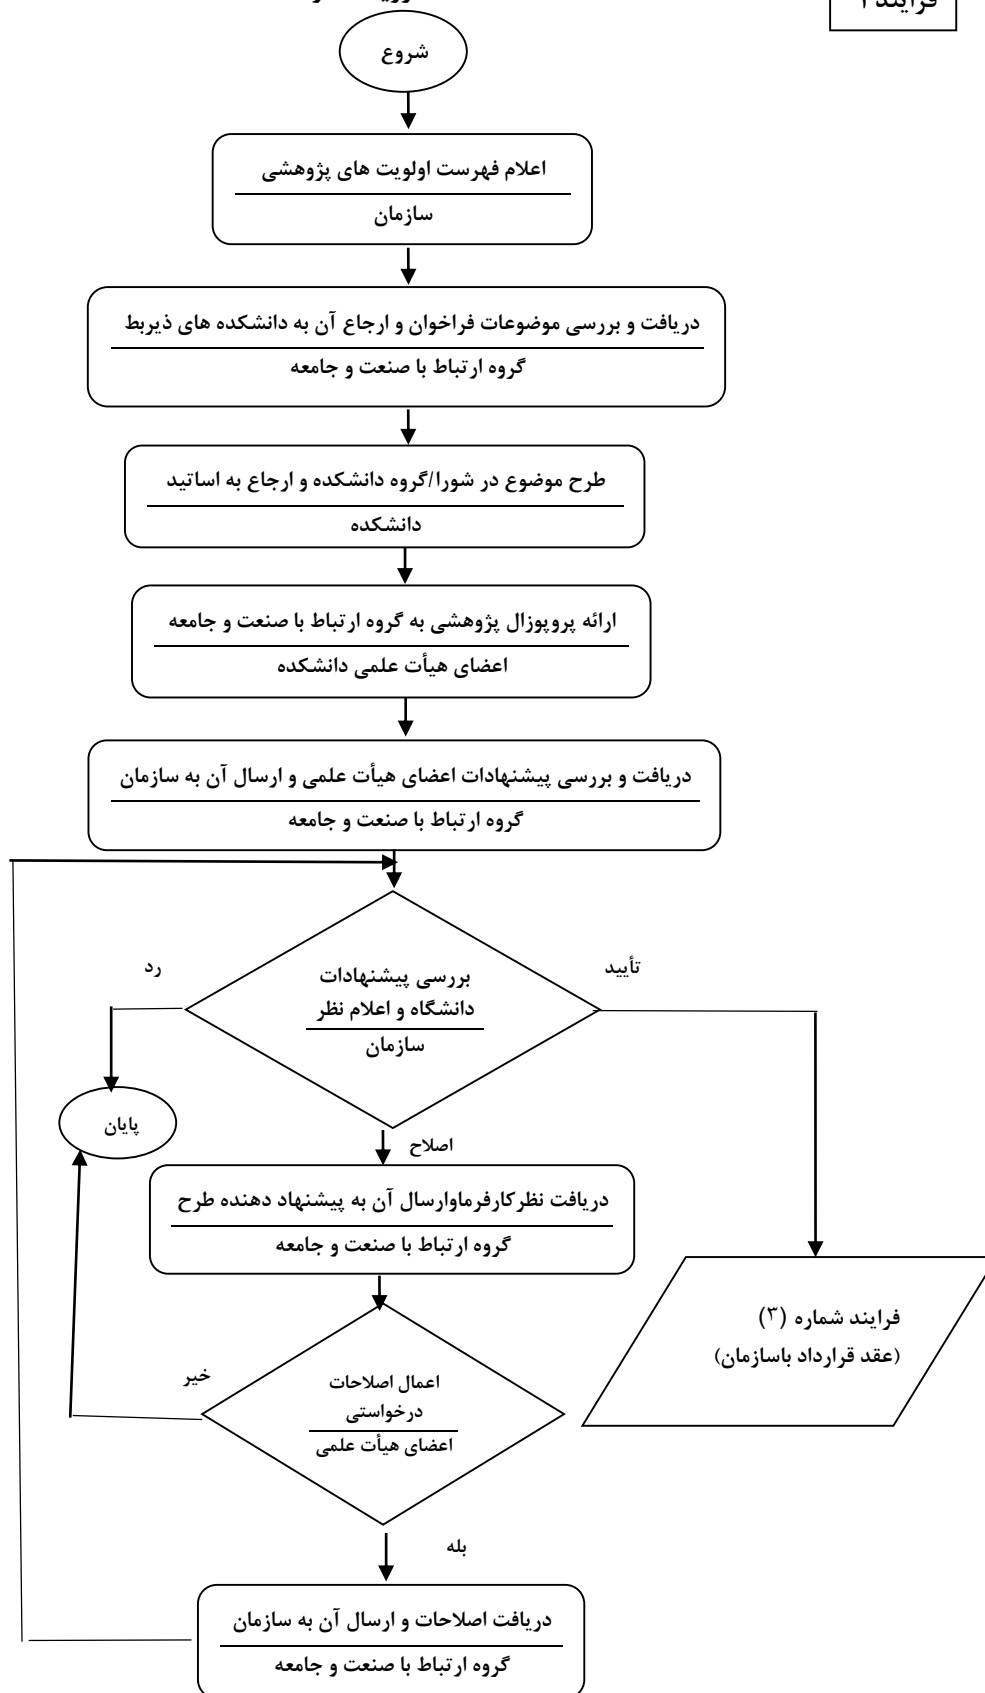 فرایند ۱
شروع
اعلام فهرست اولویت های پژوهشی
سازمان
دریافت و بررسی موضوعات فراخوان و ارجاع آن به دانشکده های ذیربط
گروه ارتباط با صنعت و جامعه
طرح موضوع در شورا/گروه دانشکده و ارجاع به اساتید
دانشکده
ارائه پروپوزال پژوهشی به گروه ارتباط با صنعت و جامعه
اعضای هیأت علمی دانشکده
دریافت و بررسی پیشنهادات اعضای هیأت علمی و ارسال آن به سازمان
گروه ارتباط با صنعت و جامعه
تأیید
رد
بررسی پیشنهادات
دانشگاه و اعلام نظر
سازمان
پایان
اصلاح
دریافت نظرکارفرماوارسال آن به پیشنهاد دهنده طرح
گروه ارتباط با صنعت و جامعه
فرایند شماره (۳)
(عقد قرارداد باسازمان)
خیر
اعمال اصلاحات
درخواستی
اعضای هیأت علمی
بله
دریافت اصلاحات و ارسال آن به سازمان
گروه ارتباط با صنعت و جامعه